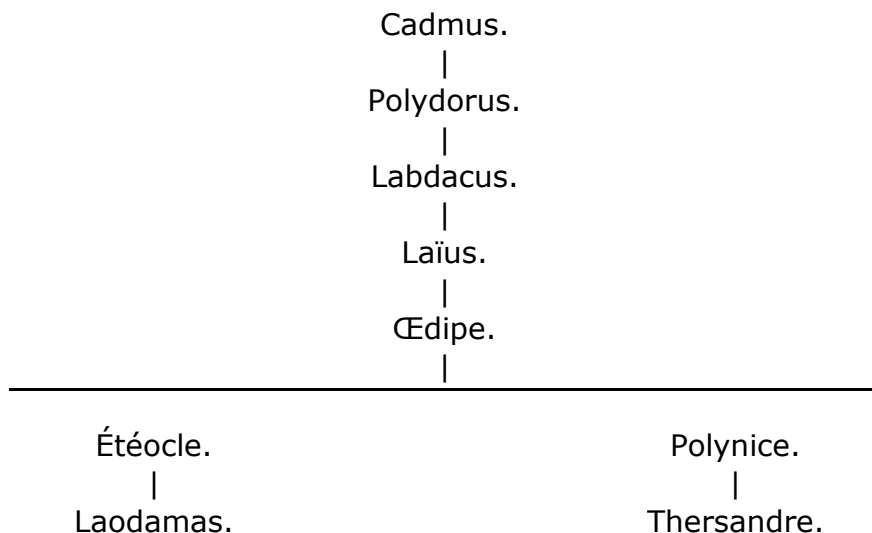 Cadmus.
|
Polydorus.
|
Labdacus.
|
Laïus.
|
Œdipe.
|
Étéocle. Polynice.
| |
Laodamas. Thersandre.